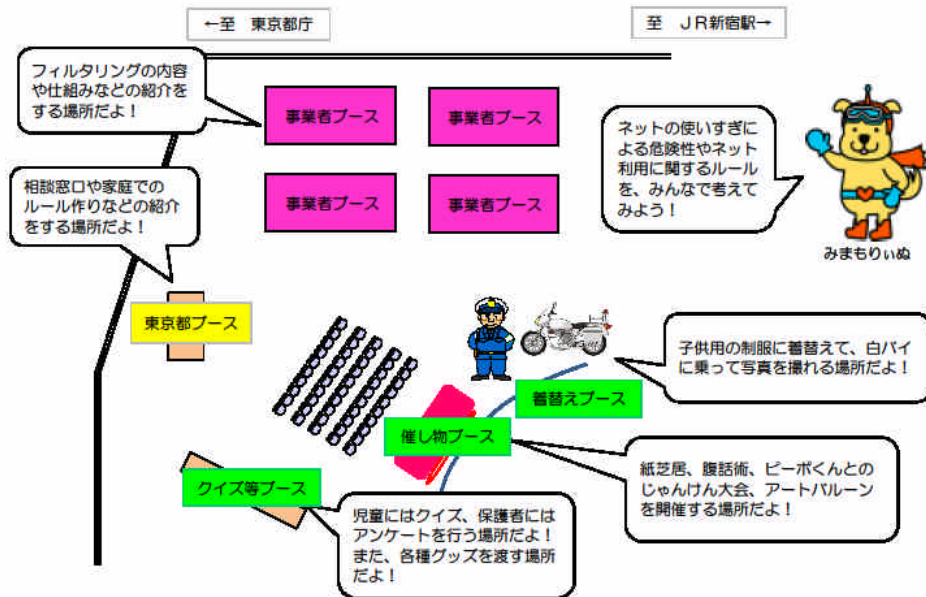 ←至　東京都庁
至　ＪＲ新宿駅→
フィルタリングの内容
や仕組みなどの紹介を
する場所だよ！
事業者ブース
事業者ブース
ネットの使いすぎに
よる危険性やネット
利用に関するルール
を、みんなで考えて
みよう！
相談窓口や家庭での
ルール作りなどの紹介
をする場所だよ！
事業者ブース
事業者ブース
みまもりぃぬ
東京都ブース
子供用の制服に着替えて、白バイ
に乗って写真を撮れる場所だよ！
着替えブース
催し物ブース
紙芝居、腹話術、ピーポくんとの
じゃんけん大会、アートバルーン
を開催する場所だよ！
クイズ等ブース
児童にはクイズ、保護者には
アンケートを行う場所だよ！
また、各種グッズを渡す場所
だよ！